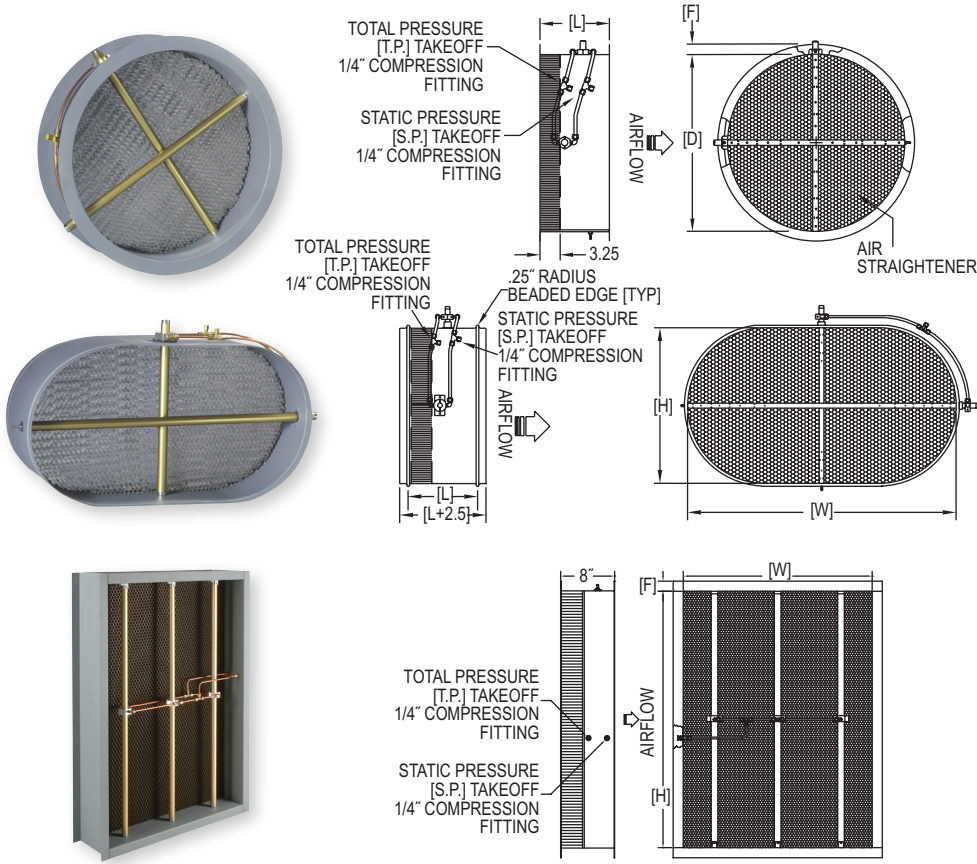 [L]
[F]
TOTAL PRESSURE
[T.P.] TAKEOFF
1/4˝ COMPRESSION
FITTING
STATIC PRESSURE
[S.P.] TAKEOFF
1/4˝ COMPRESSION
FITTING
AIRFLOW
[D]
3.25
AIR
STRAIGHTENER
TOTAL PRESSURE
[T.P.] TAKEOFF
1/4˝ COMPRESSION
FITTING
.25˝ RADIUS
BEADED EDGE [TYP]
STATIC PRESSURE
[S.P.] TAKEOFF
1/4˝ COMPRESSION
FITTING
AIRFLOW
[H]
[L]
[L+2.5]
[W]
8˝
[F]
[W]
TOTAL PRESSURE
[T.P.] TAKEOFF
1/4˝ COMPRESSION
FITTING
AIRFLOW
STATIC PRESSURE
[S.P.] TAKEOFF
1/4˝ COMPRESSION
FITTING
[H]